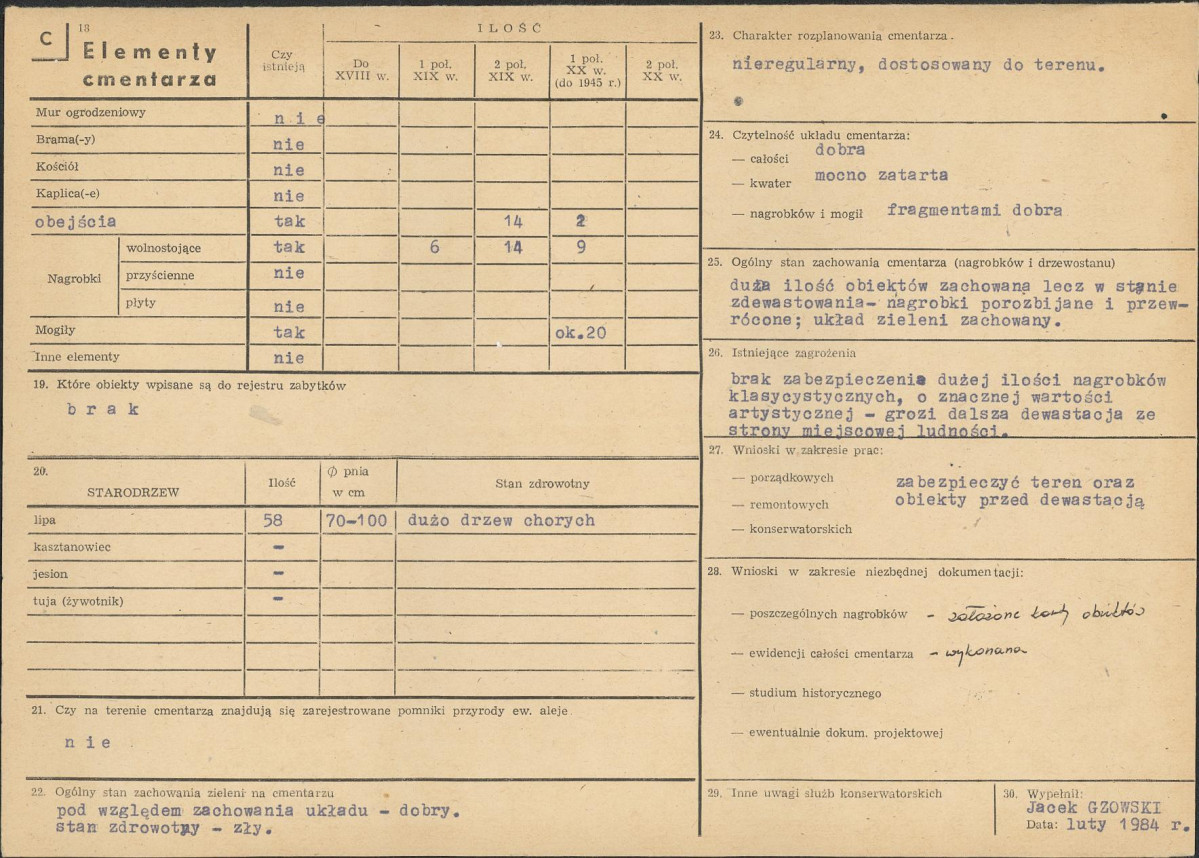 C
18
Elementy
cmentarza
Czy
istnieją
ILOŚĆ
Do
XVIII w.
1 poł.
XIX w.
2 poł.
XIX w.
1 poł.
XX w.
(do 1945 r.)
2 poł.
XX w.
Mur ogrodzeniowy nie
Brama(-y) nie
Kościół nie
Kaplica(-e) nie
obejścia tak 14 2
Nagrobki
wolnostojące tak 6 14 9
przyścienne nie
płyty nie
Mogiły tak ok.20
Inne elementy nie
19. Które obiekty wpisane są do rejestru zabytków
brak
20.
STARODRZEW
Ilość
Ø pnia
w cm
Stan zdrowotny
lipa 58 70-100 dużo drzew chorych
kasztanowiec -
jesion -
tuja (żywotnik) -
21. Czy na terenie cmentarza znajdują się zarejestrowane pomniki przyrody ew. aleje
nie
22. Ogólny stan zachowania zieleni na cmentarzu
pod względem zachowania układu - dobry.
stan zdrowotny - zły.
23. Charakter rozplanowania cmentarza.
nieregularny, dostosowany do terenu.
24. Czytelność układu cmentarza:
— całości dobra
— kwater mocno zatarta
— nagrobków i mogił fragmentami dobra
25. Ogólny stan zachowania cmentarza (nagrobków i drzewostanu)
duża ilość obiektów zachowana lecz w stanie
zdewastowania- nagrobki porozbijane i przew-
rócone; układ zieleni zachowany.
26. Istniejące zagrożenia
brak zabezpieczenia dużej ilości nagrobków
klasycystycznych, o znacznej wartości
artystycznej - grozi dalsza dewastacja ze
strony miejscowej ludności.
27. Wnioski w zakresie prac:
— porządkowych
— remontowych
— konserwatorskich
zabezpieczyć teren oraz
obiekty przed dewastacją
28. Wnioski w zakresie niezbędnej dokumentacji:
— poszczególnych nagrobków - założone karty obiektów
— ewidencji całości cmentarza - wykonana
— studium historycznego
— ewentualnie dokum. projektowej
29. Inne uwagi służb konserwatorskich
30. Wypełnił:
Jacek GZOWSKI
Data: luty 1984 r.